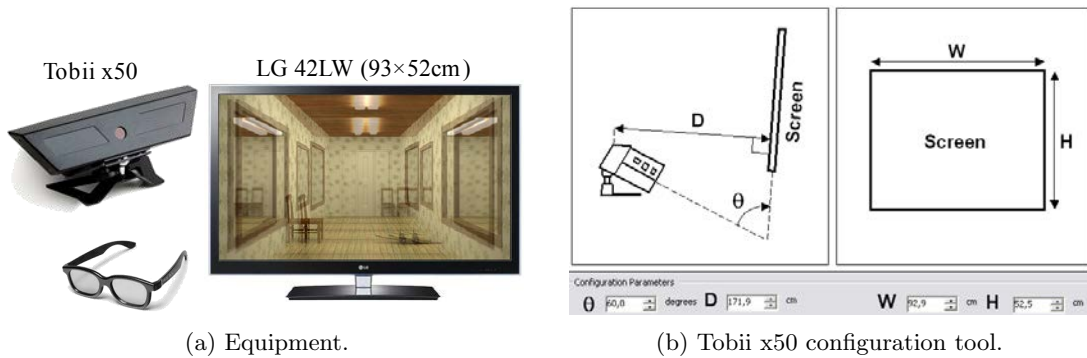 Tobii x50
LG 42LW (93×52cm)
LG
D
Screen
θ
W
Screen
H
Configuration Parameters
θ 60,0 degrees D 171,9 cm W 92,9 cm H 52,5 cm
(a) Equipment.
(b) Tobii x50 configuration tool.